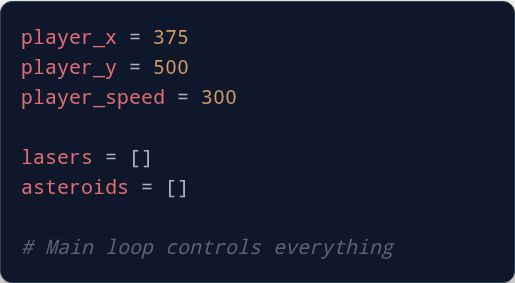 player_x = 375
player_y = 500
player_speed = 300
lasers = []
asteroids = []
# Main loop controls everything